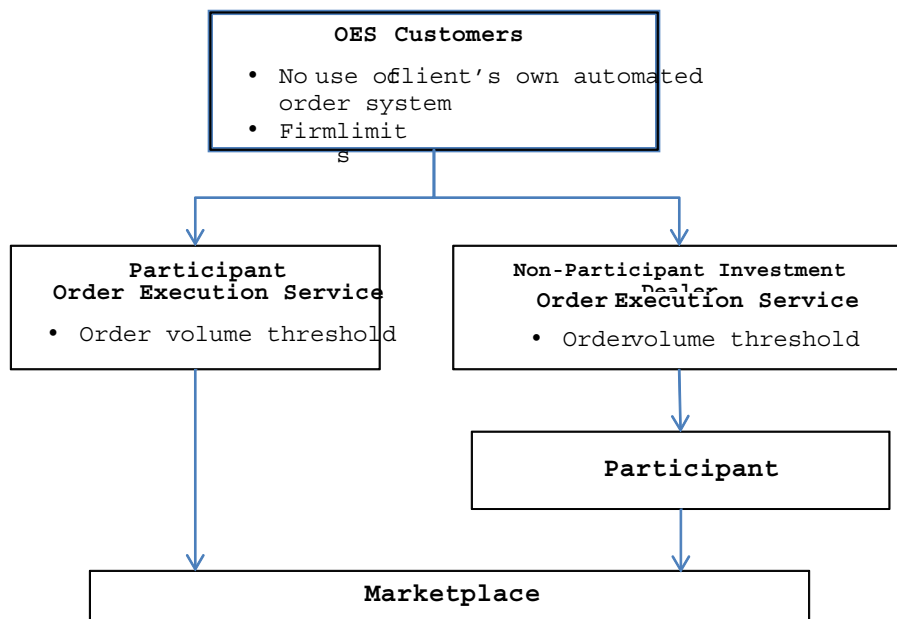 OES Customers
• No use of client's own automated
order system
• Firm limit
s
Participant
Order Execution Service
• Order volume threshold
Non-Participant Investment
Dealer
Order Execution Service
• Order volume threshold
Participant
Marketplace